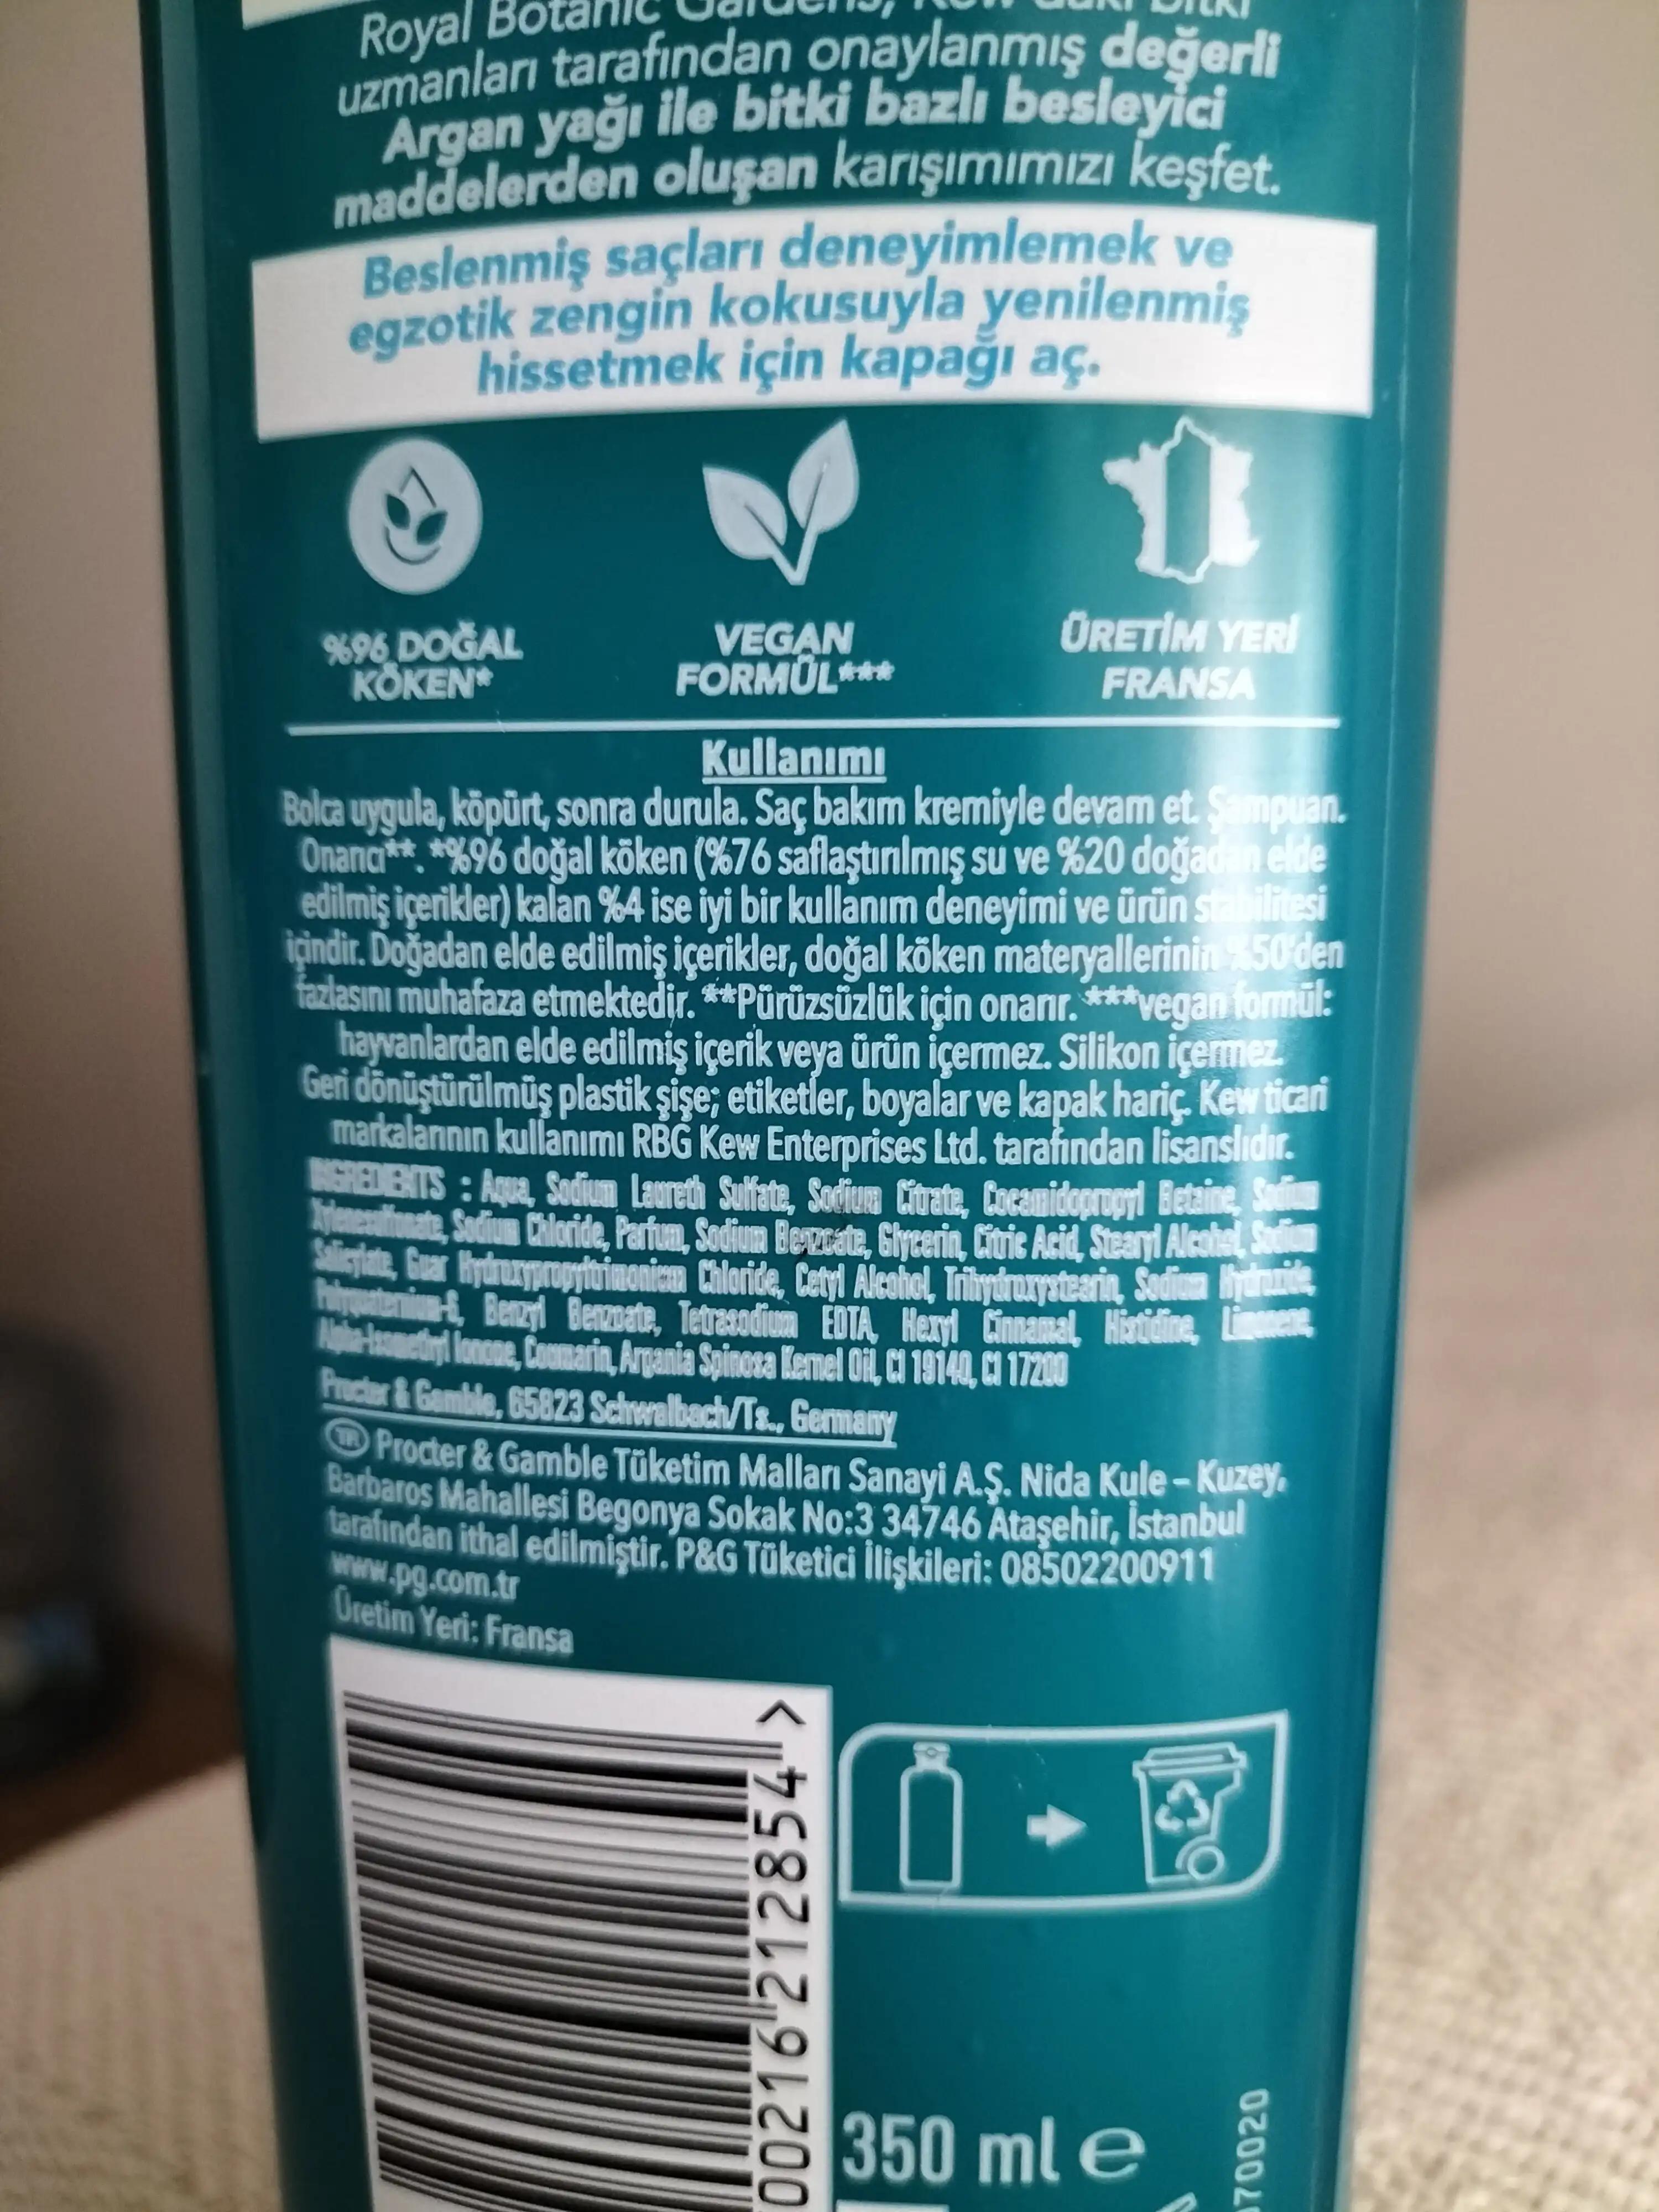 Royal Botanic Gardens, Kew'daki bitki
uzmanları tarafından onaylanmış değerli
Argan yağı ile bitki bazlı besleyici
maddelerden oluşan karışımımızı keşfet.
Beslenmiş saçları deneyimlemek ve
egzotik zengin kokusuyla yenilenmiş
hissetmek için kapağı aç.
%96 DOĞAL
KÖKEN*
VEGAN
FORMÜL***
ÜRETİM YERİ
FRANSA
Kullanımı
Bolca uygula, köpürt, sonra durula. Saç bakım kremiyle devam et. Şampuan.
Onarıcı**. *%96 doğal köken (%76 saflaştırılmış su ve %20 doğadan elde
edilmiş içerikler) kalan %4 ise iyi bir kullanım deneyimi ve ürün stabilitesi
içindir. Doğadan elde edilmiş içerikler, doğal köken materyallerinin %50'den
fazlasını muhafaza etmektedir. **Pürüzsüzlük için onarır. ***vegan formül:
hayvanlardan elde edilmiş içerik veya ürün içermez. Silikon içermez.
Geri dönüştürülmüş plastik şişe; etiketler, boyalar ve kapak hariç. Kew ticari
markalarının kullanımı RBG Kew Enterprises Ltd. tarafından lisanslıdır.
INGREDIENTS : Aqua, Sodium Laureth Sulfate, Sodium Citrate, Cocamidopropyl Betaine, Sodium
Xylenesulfonate, Sodium Chloride, Parfum, Sodium Benzoate, Glycerin, Citric Acid, Stearyl Alcohol, Sodium
Salicylate, Guar Hydroxypropyltrimonium Chloride, Cetyl Alcohol, Trihydroxystearin, Sodium Hydroxide,
Polyquaternium-6, Benzyl Benzoate, Tetrasodium EDTA, Hexyl Cinnamal, Histidine, Limonene,
Alpha-Isomethyl Ionone, Coumarin, Argania Spinosa Kernel Oil, CI 19140, CI 17200
Procter & Gamble, 65823 Schwalbach/Ts., Germany
TR Procter & Gamble Tüketim Malları Sanayi A.Ş. Nida Kule – Kuzey,
Barbaros Mahallesi Begonya Sokak No:3 34746 Ataşehir, İstanbul
tarafından ithal edilmiştir. P&G Tüketici İlişkileri: 08502200911
www.pg.com.tr
Üretim Yeri: Fransa
00216 212854 >
350 ml e